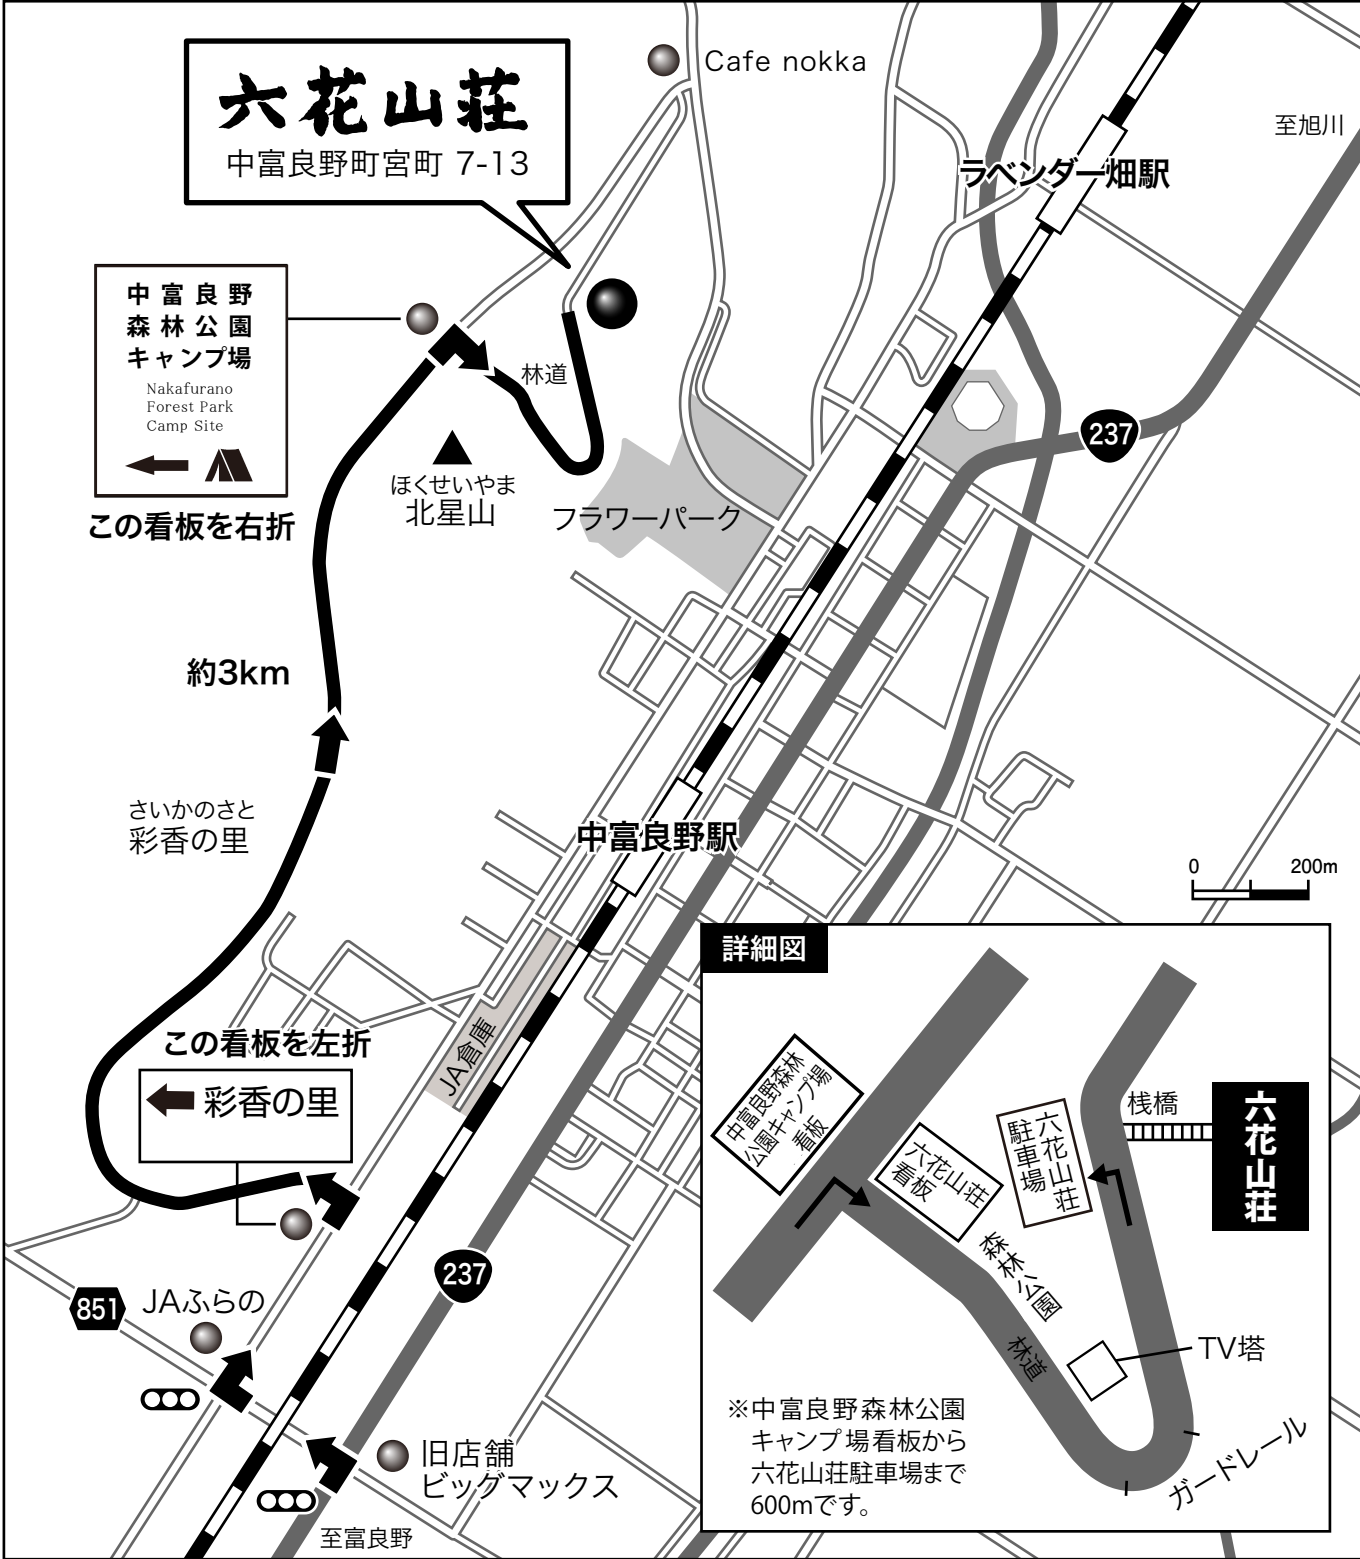 Cafe nokka
六花山荘
中富良野町宮町 7-13
至旭川
ラベンダー畑駅
中富良野
森林公園
キャンプ場
Nakafurano
Forest Park
Camp Site
この看板を右折
林道
ほくせいやま
北星山
フラワーパーク
237
約3km
さいかのさと
彩香の里
中富良野駅
0 200m
この看板を左折
彩香の里
JA倉庫
237
851
JAふらの
旧店舗
ビッグマックス
至富良野
詳細図
中富良野森林
公園キャンプ場
看板
六花山荘
看板
六花山荘
駐車場
桟橋
六花山荘
森林公園
林道
TV塔
ガードレール
※中富良野森林公園
キャンプ場看板から
六花山荘駐車場まで
600mです。